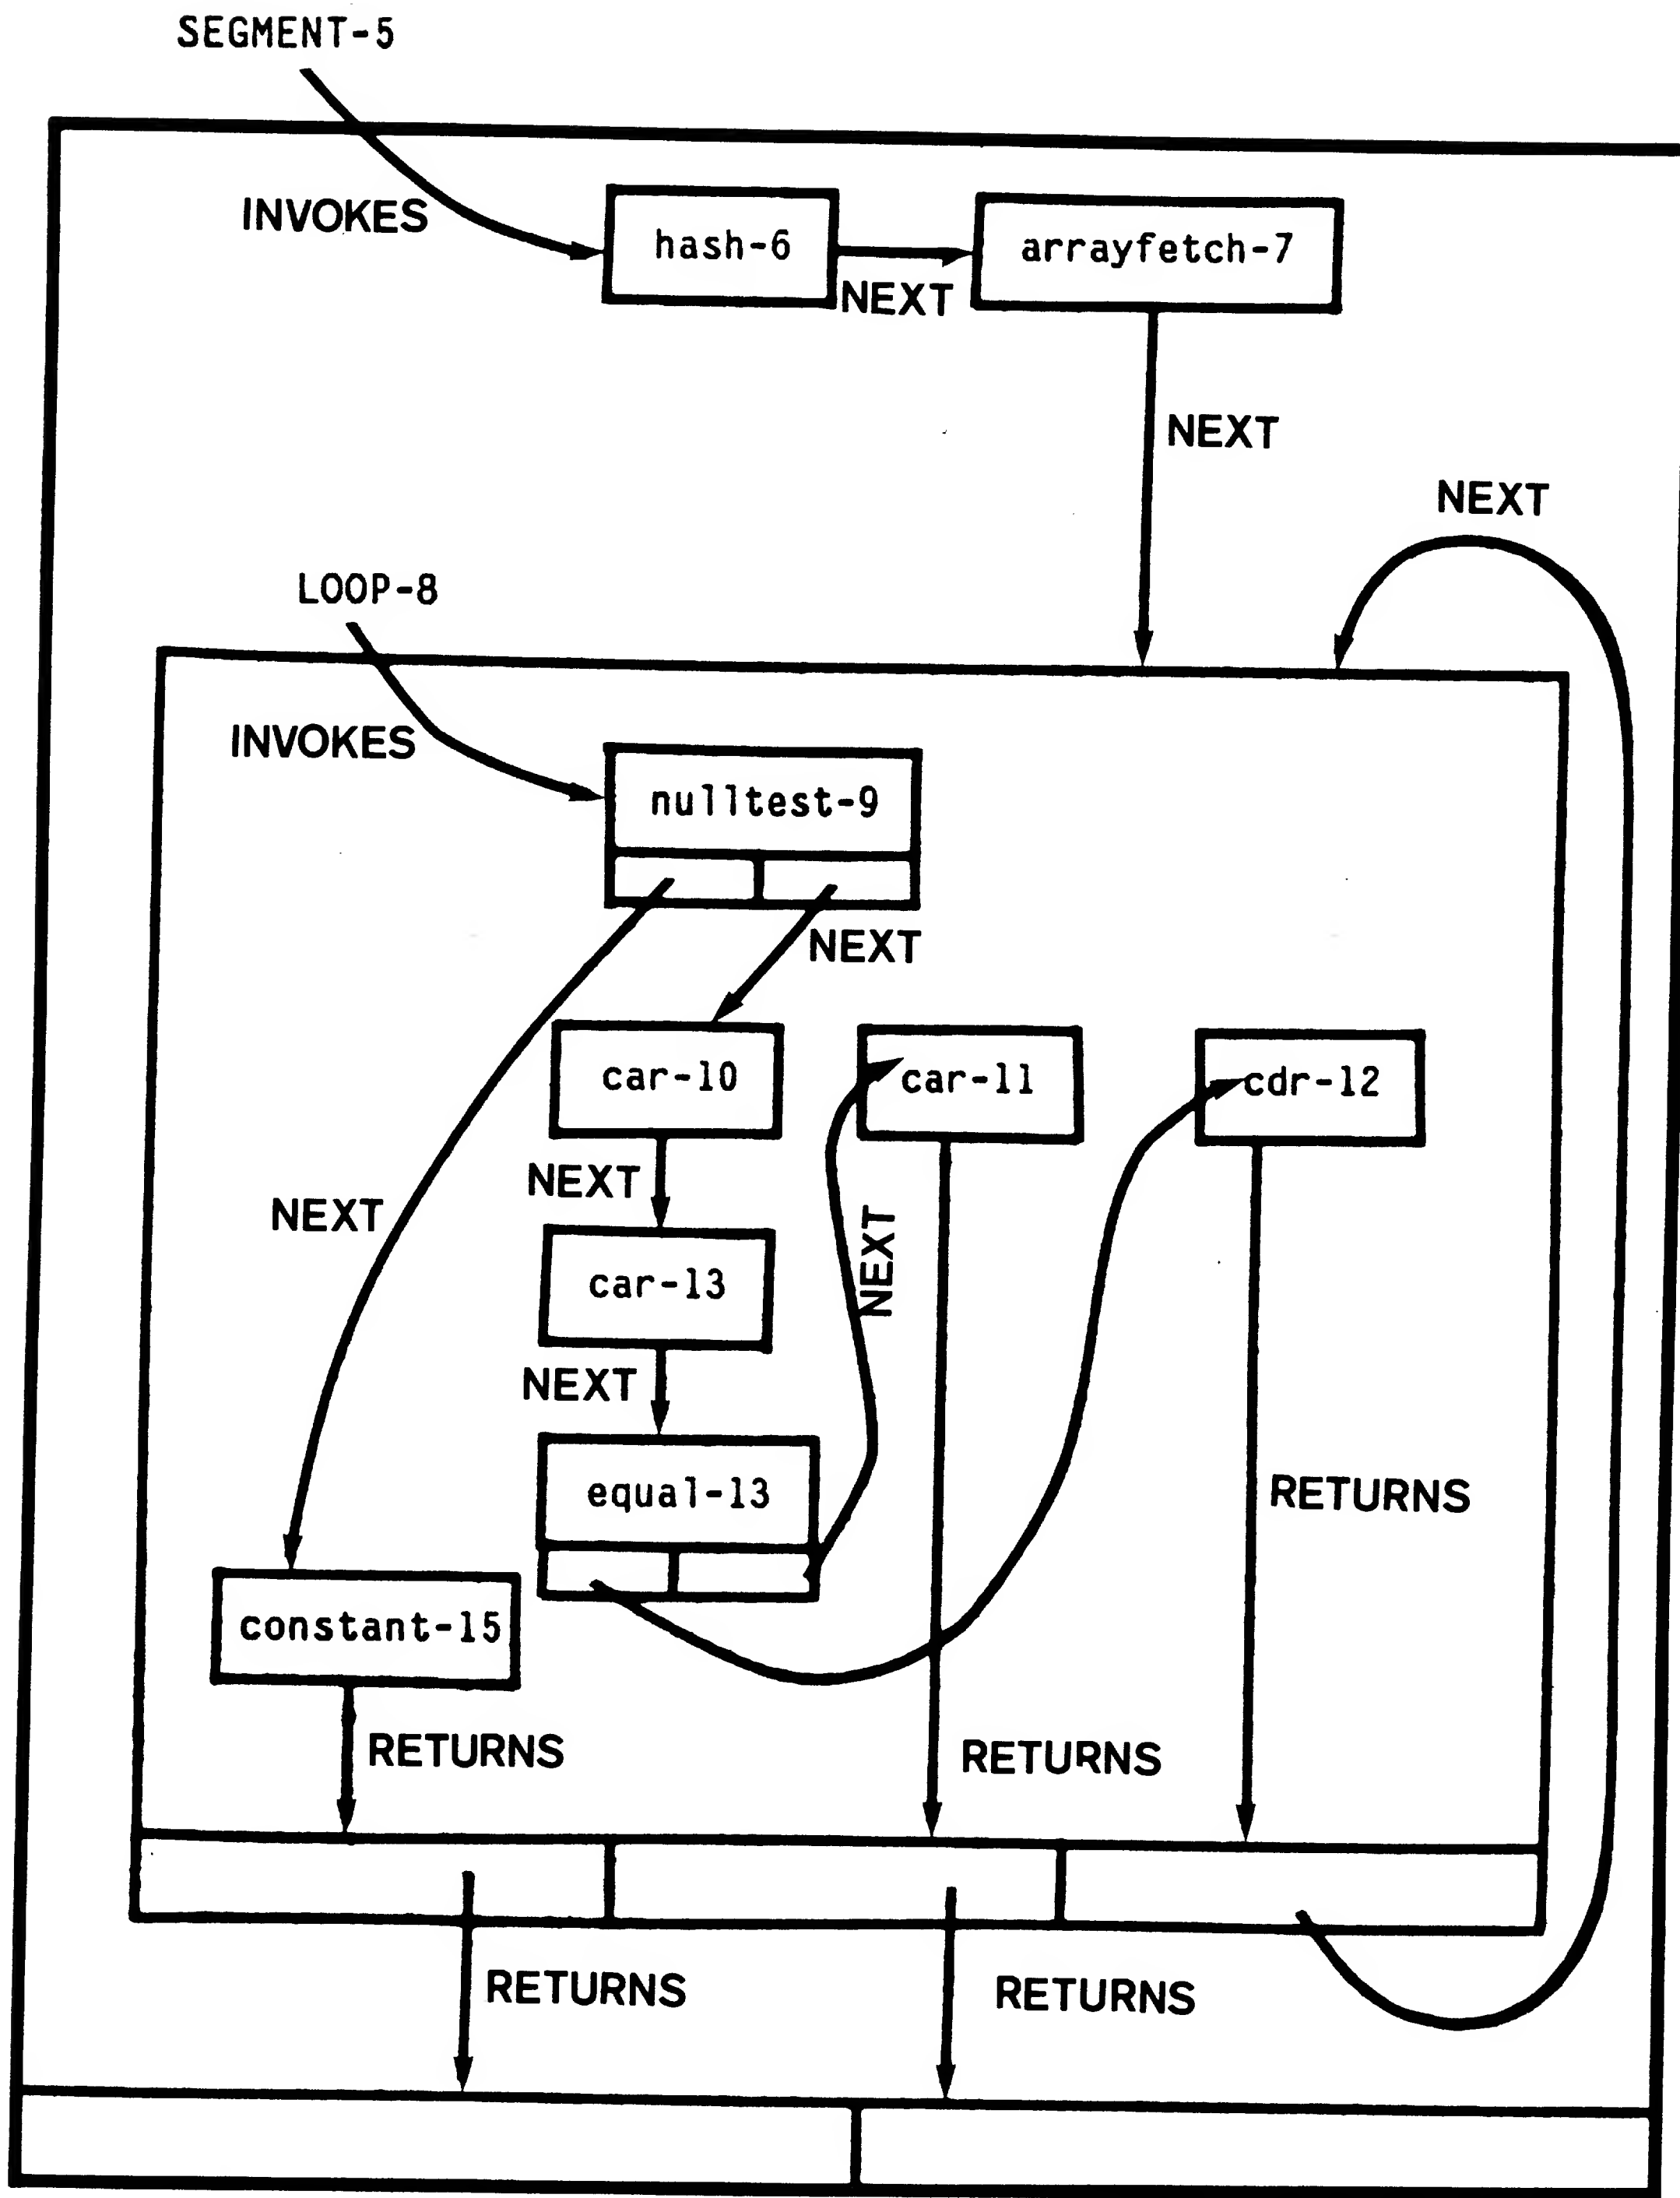 SEGMENT-5
INVOKES
hash-6
NEXT
arrayfetch-7
NEXT
NEXT
LOOP-8
INVOKES
nulltest-9
NEXT
car-10
car-11
cdr-12
NEXT
NEXT
NEXT
car-13
NEXT
equal-13
RETURNS
constant-15
RETURNS
RETURNS
RETURNS
RETURNS